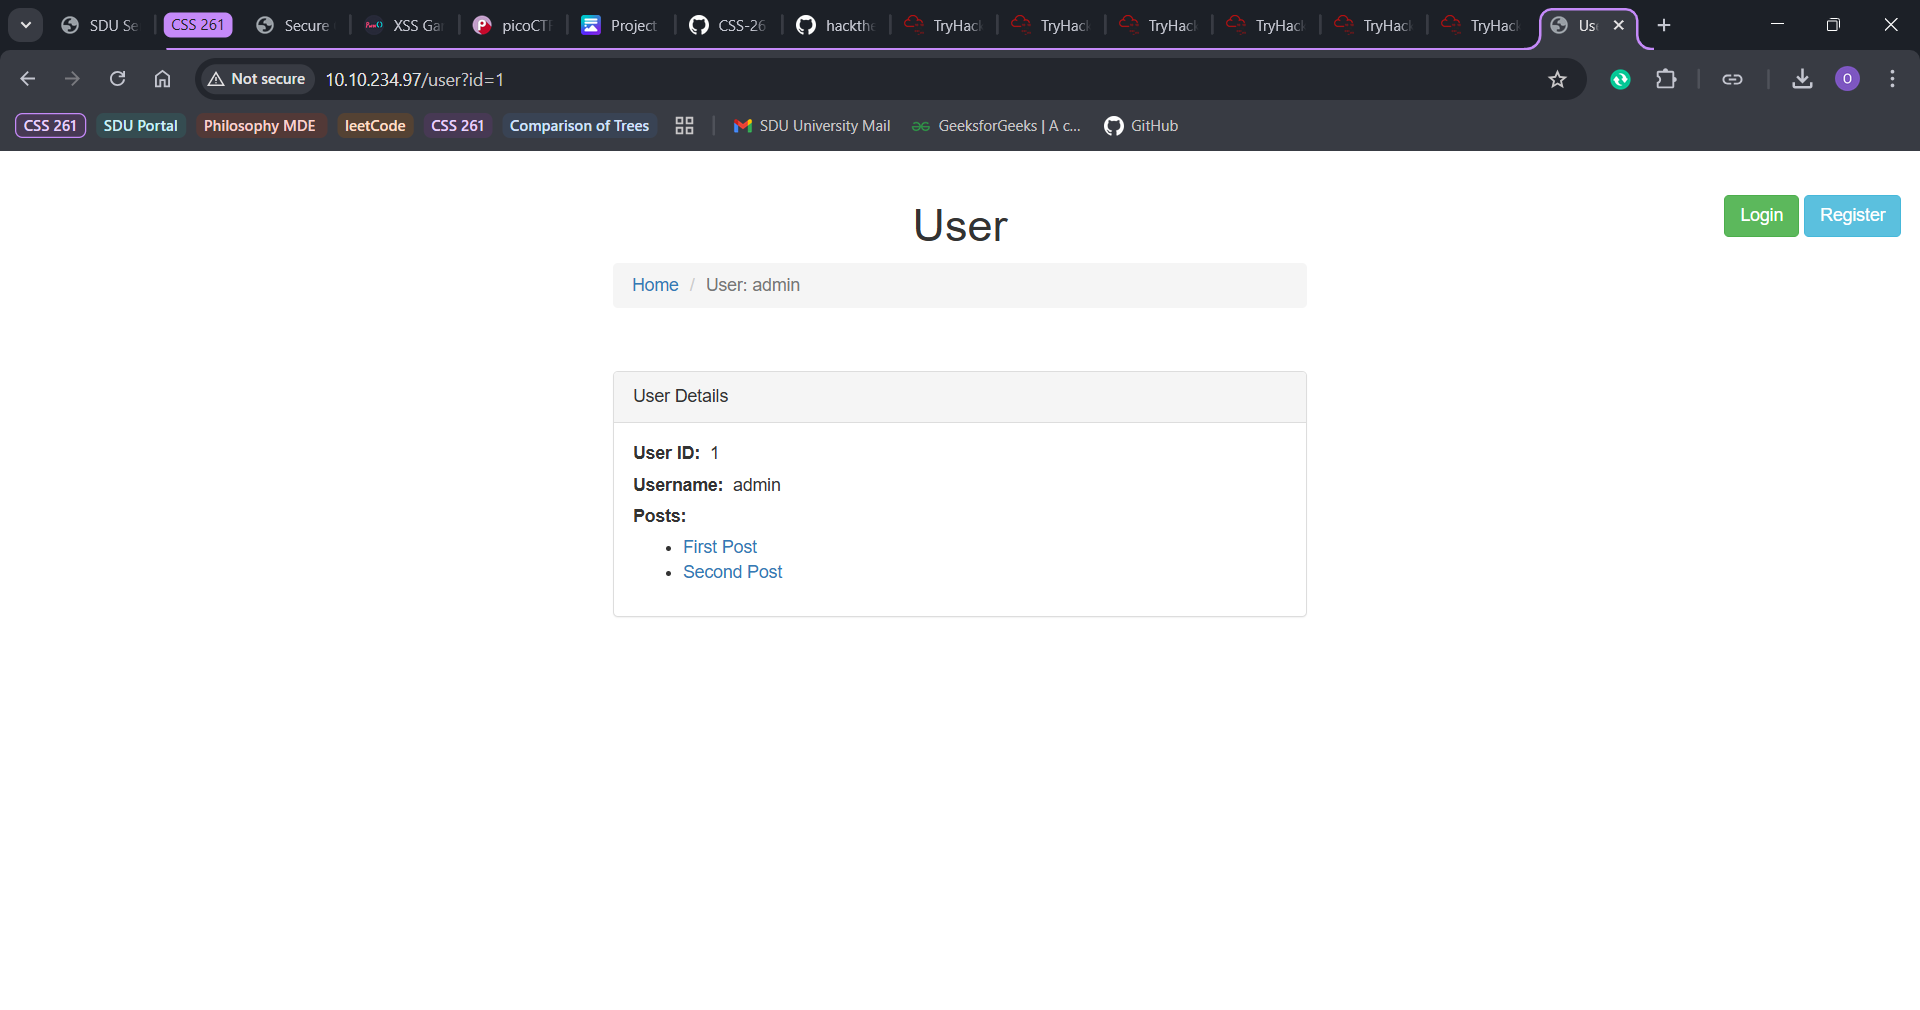 SDU Se
CSS 261
Secure
XSS Ga
picoCT
Project
CSS-26
hackthe
TryHack
TryHack
TryHack
TryHack
TryHack
TryHack
Us
Not secure
10.10.234.97/user?id=1
O
CSS 261
SDU Portal
Philosophy MDE
leetCode
CSS 261
Comparison of Trees
SDU University Mail
GeeksforGeeks | A c...
GitHub
User
Login
Register
Home / User: admin
User Details
User ID: 1
Username: admin
Posts:
First Post
Second Post